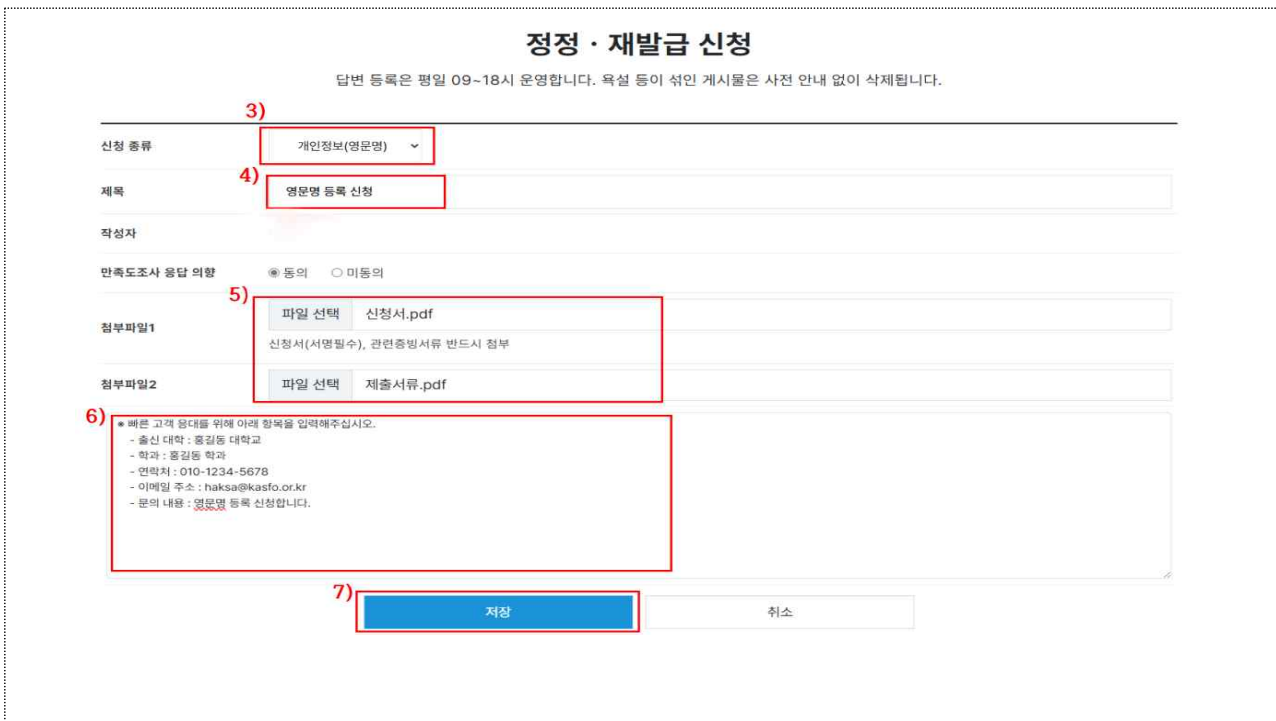 정정 · 재발급 신청
답변 등록은 평일 09~18시 운영합니다. 욕설 등이 섞인 게시물은 사전 안내 없이 삭제됩니다.
3)
신청 종류 개인정보(영문명)
4)
제목 영문명 등록 신청
작성자
만족도조사 응답 의향 동의 미동의
5)
첨부파일1 파일 선택 신청서.pdf
신청서(서명필수), 관련증빙서류 반드시 첨부
첨부파일2 파일 선택 제출서류.pdf
6)
※ 빠른 고객 응대를 위해 아래 항목을 입력해주십시오.
- 출신 대학 : 홍길동 대학교
- 학과 : 홍길동 학과
- 연락처 : 010-1234-5678
- 이메일 주소 : haksa@kasfo.or.kr
- 문의 내용 : 영문명 등록 신청합니다.
7)
저장 취소